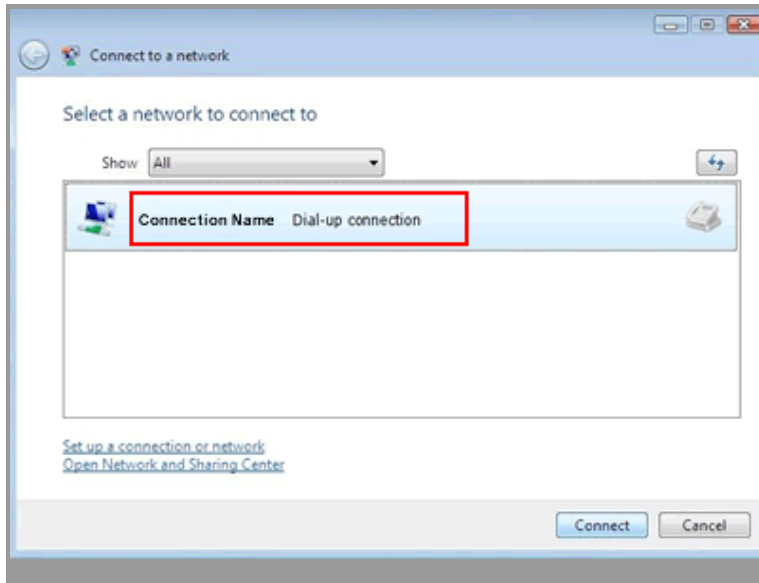 Connect to a network
Select a network to connect to
Show All
Connection Name Dial-up connection
Set up a connection or network
Open Network and Sharing Center
Connect Cancel